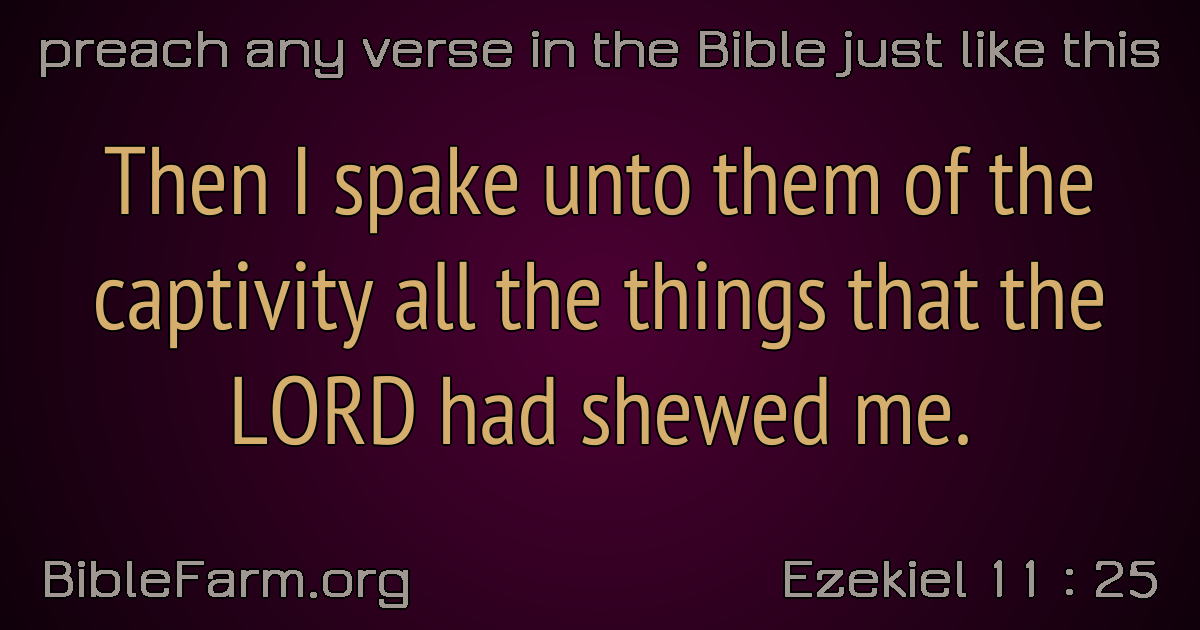 preach any verse in the Bible just like this
Then I spake unto them of the
captivity all the things that the
LORD had shewed me.
BibleFarm.org
Ezekiel 11 : 25